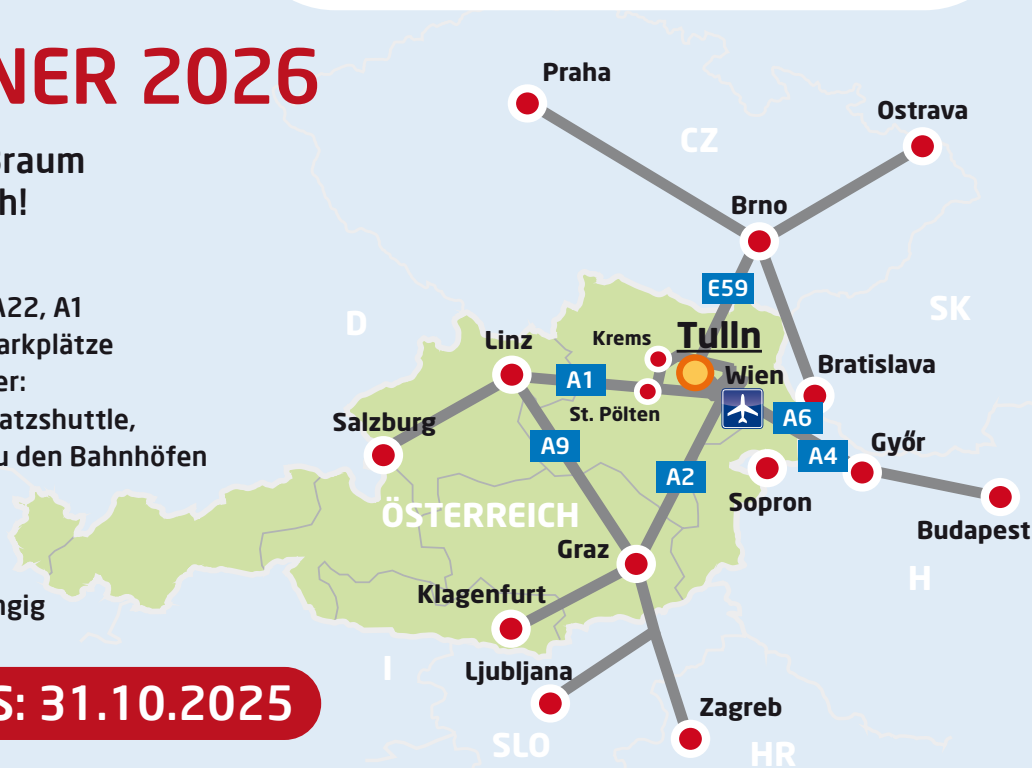 NER 2026
raum
h!
A22, A1
arkplätze
er:
atzshuttle,
u den Bahnhöfen
ngig
S: 31.10.2025
Praha
Ostrava
CZ
Brno
E59
SK
D
Linz
Krems
Tulln
Wien
Bratislava
A1
St. Pölten
A6
Salzburg
A9
A4
Győr
A2
Sopron
ÖSTERREICH
Budapest
Graz
H
Klagenfurt
I
Ljubljana
Zagreb
SLO
HR